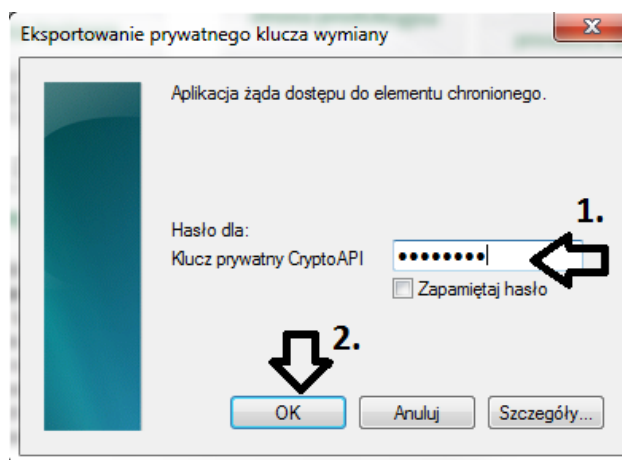 Eksportowanie prywatnego klucza wymiany
Aplikacja żąda dostępu do elementu chronionego.
1.
Hasło dla:
Klucz prywatny CryptoAPI ••••••••
Zapamiętaj hasło
2.
OK Anuluj Szczegóły...